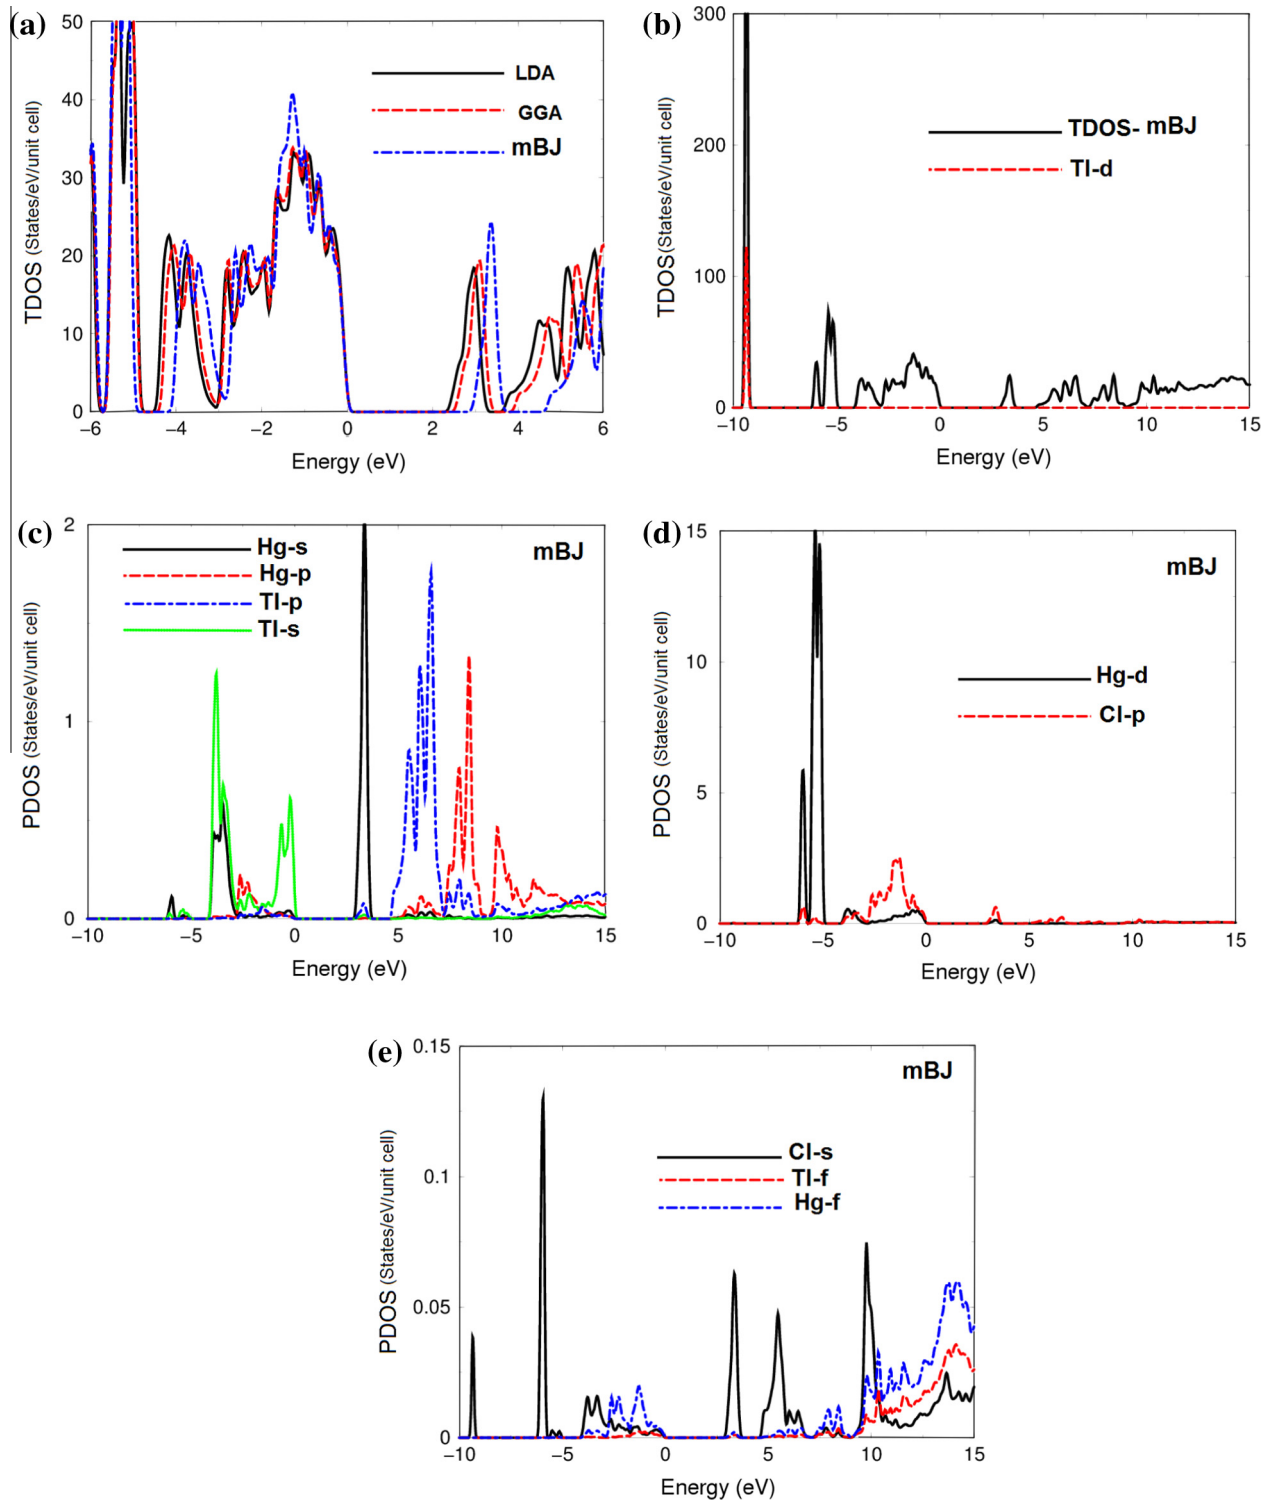 (a)
50
40
30
20
10
0
TDOS (States/eV/unit cell)
LDA
GGA
mBJ
−6
−4
−2
0
2
4
6
Energy (eV)
(b)
300
200
100
0
TDOS(States/eV/unit cell)
TDOS- mBJ
Tl-d
−10
−5
0
5
10
15
Energy (eV)
(c)
2
1
0
PDOS (States/eV/unit cell)
Hg-s
Hg-p
Tl-p
Tl-s
mBJ
−10
−5
0
5
10
15
Energy (eV)
(d)
15
10
5
0
PDOS (States/eV/unit cell)
mBJ
Hg-d
Cl-p
−10
−5
0
5
10
15
Energy (eV)
(e)
0.15
0.1
0.05
0
PDOS (States/eV/unit cell)
mBJ
Cl-s
Tl-f
Hg-f
−10
−5
0
5
10
15
Energy (eV)